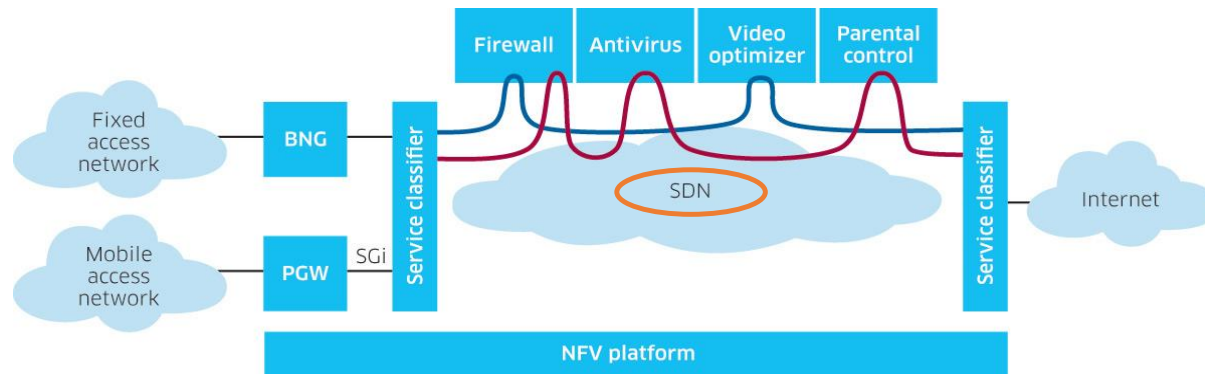 Firewall
Antivirus
Video
optimizer
Parental
control
Fixed
access
network
BNG
Service classifier
SDN
Service classifier
Internet
Mobile
access
network
PGW
SGi
NFV platform